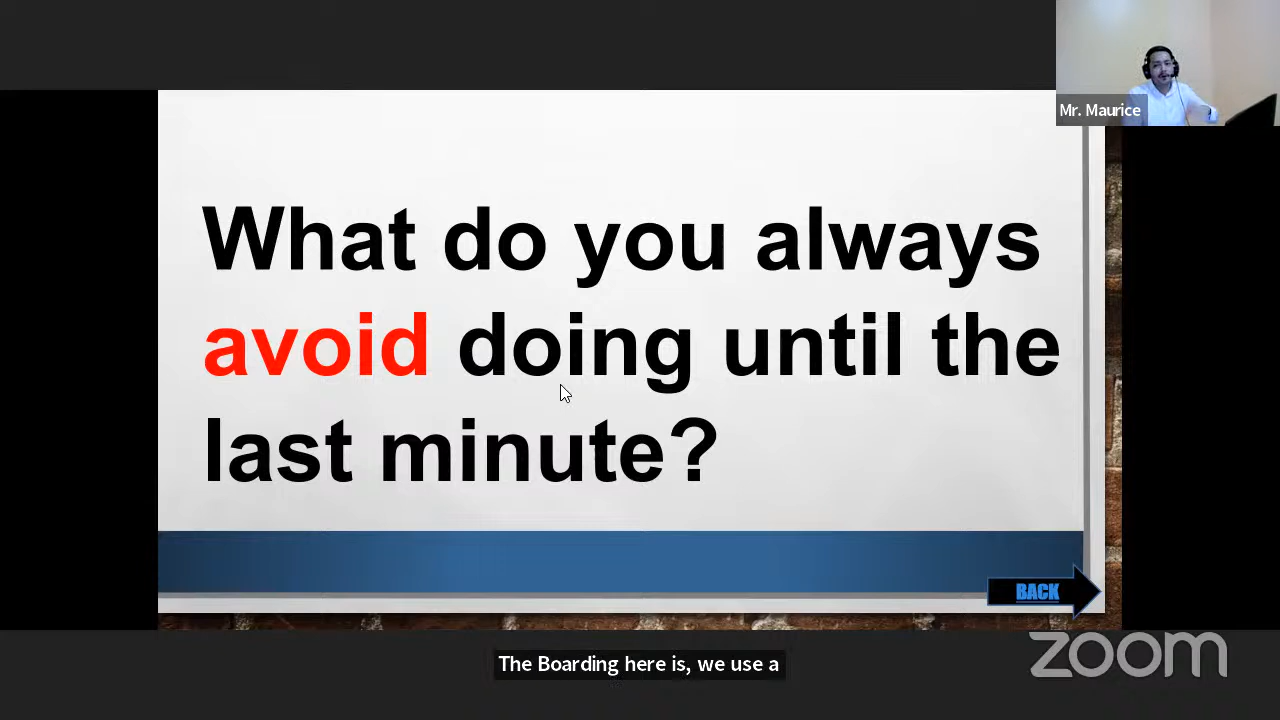 Mr. Maurice
What do you always
avoid doing until the
last minute?
BACK
zoom
The Boarding here is, we use a